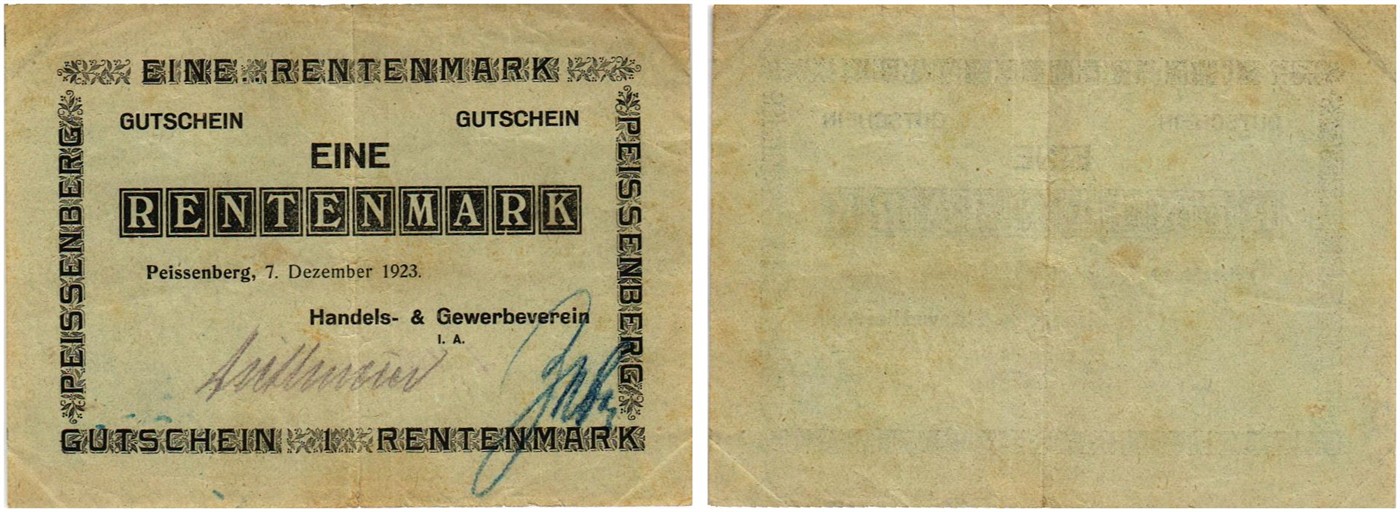 EINE RENTENMARK
PEISSENBERG
PEISSENBERG
GUTSCHEIN GUTSCHEIN
EINE
RENTENMARK
Peissenberg, 7. Dezember 1923.
Handels- & Gewerbeverein
I. A.
GUTSCHEIN 1 RENTENMARK